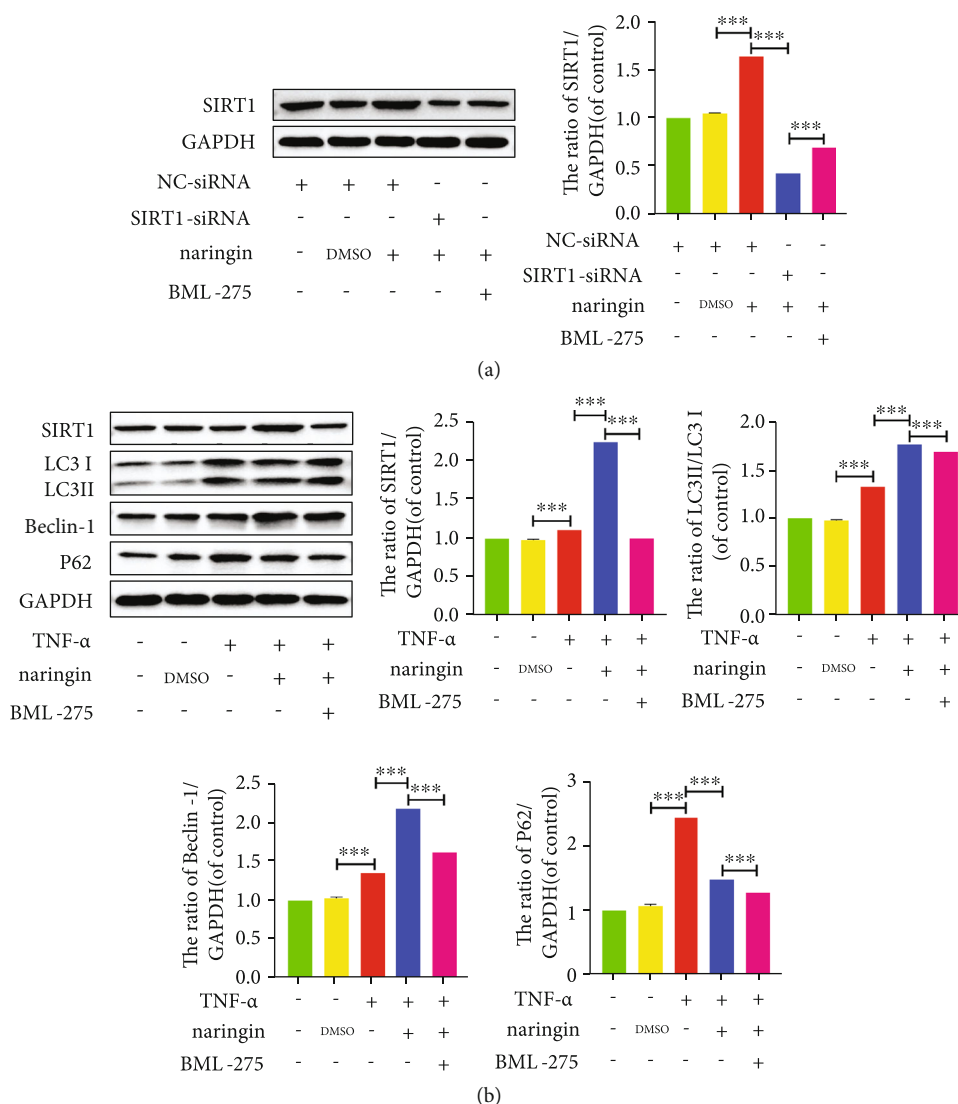 SIRT1
GAPDH
NC-siRNA + + + - -
SIRT1-siRNA - - - + -
naringin - DMSO + + +
BML -275 - - - - +
The ratio of SIRT1/
GAPDH(of control)
2.0
1.5
1.0
0.5
0.0
***
***
***
NC-siRNA
+ + + - -
SIRT1-siRNA
- - - + -
naringin - DMSO + + +
BML -275 - - - - +
(a)
SIRT1
LC3 I
LC3II
Beclin-1
P62
GAPDH
TNF-α - - + + +
naringin - DMSO - + +
BML -275 - - - - +
The ratio of SIRT1/
GAPDH(of control)
2.5
2.0
1.5
1.0
0.5
0.0
***
***
***
TNF-α - - + + +
naringin - DMSO - + +
BML -275 - - - - +
The ratio of LC3II/LC3 I
(of control)
2.0
1.5
1.0
0.5
0.0
***
***
***
TNF-α - - + + +
naringin - DMSO - + +
BML -275 - - - - +
The ratio of Beclin -1/
GAPDH(of control)
2.5
2.0
1.5
1.0
0.5
0.0
***
***
***
TNF-α - - + + +
naringin - DMSO - + +
BML -275 - - - - +
The ratio of P62/
GAPDH(of control)
3
2
1
0
***
***
***
TNF-α - - + + +
naringin - DMSO - + +
BML -275 - - - - +
(b)